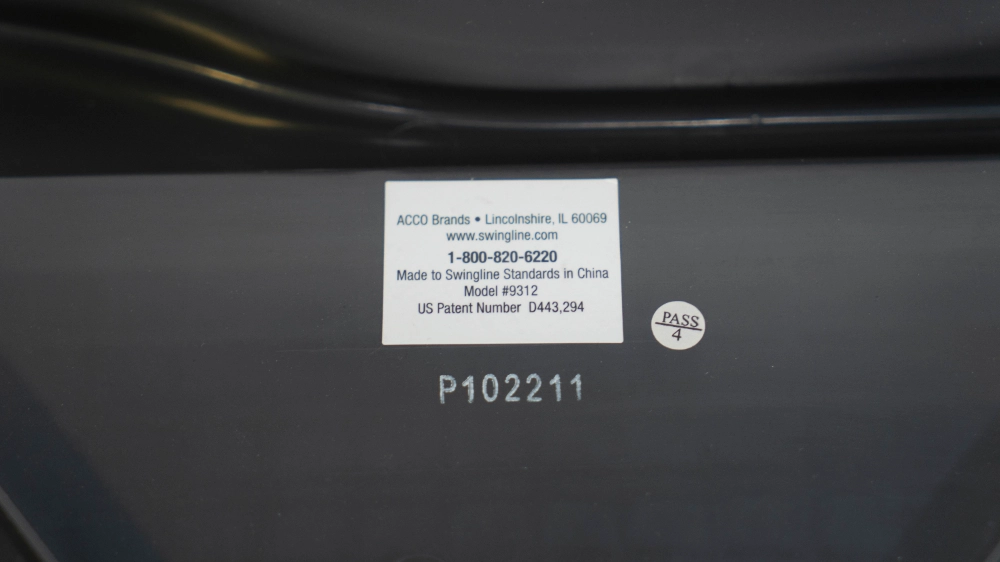 ACCO Brands • Lincolnshire, IL 60069
www.swingline.com
1-800-820-6220
Made to Swingline Standards in China
Model #9312
US Patent Number D443,294
PASS
4
P102211